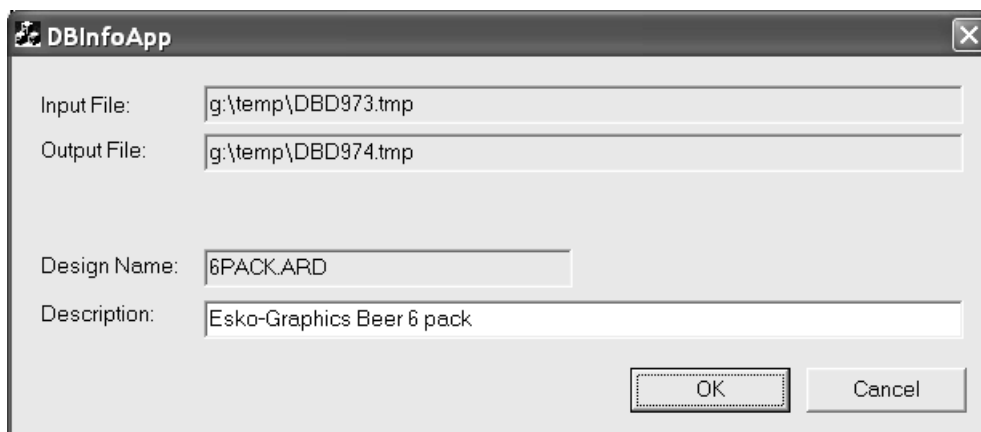 DBInfoApp
Input File: g:\temp\DBD973.tmp
Output File: g:\temp\DBD974.tmp
Design Name: 6PACK.ARD
Description: Esko-Graphics Beer 6 pack
OK Cancel